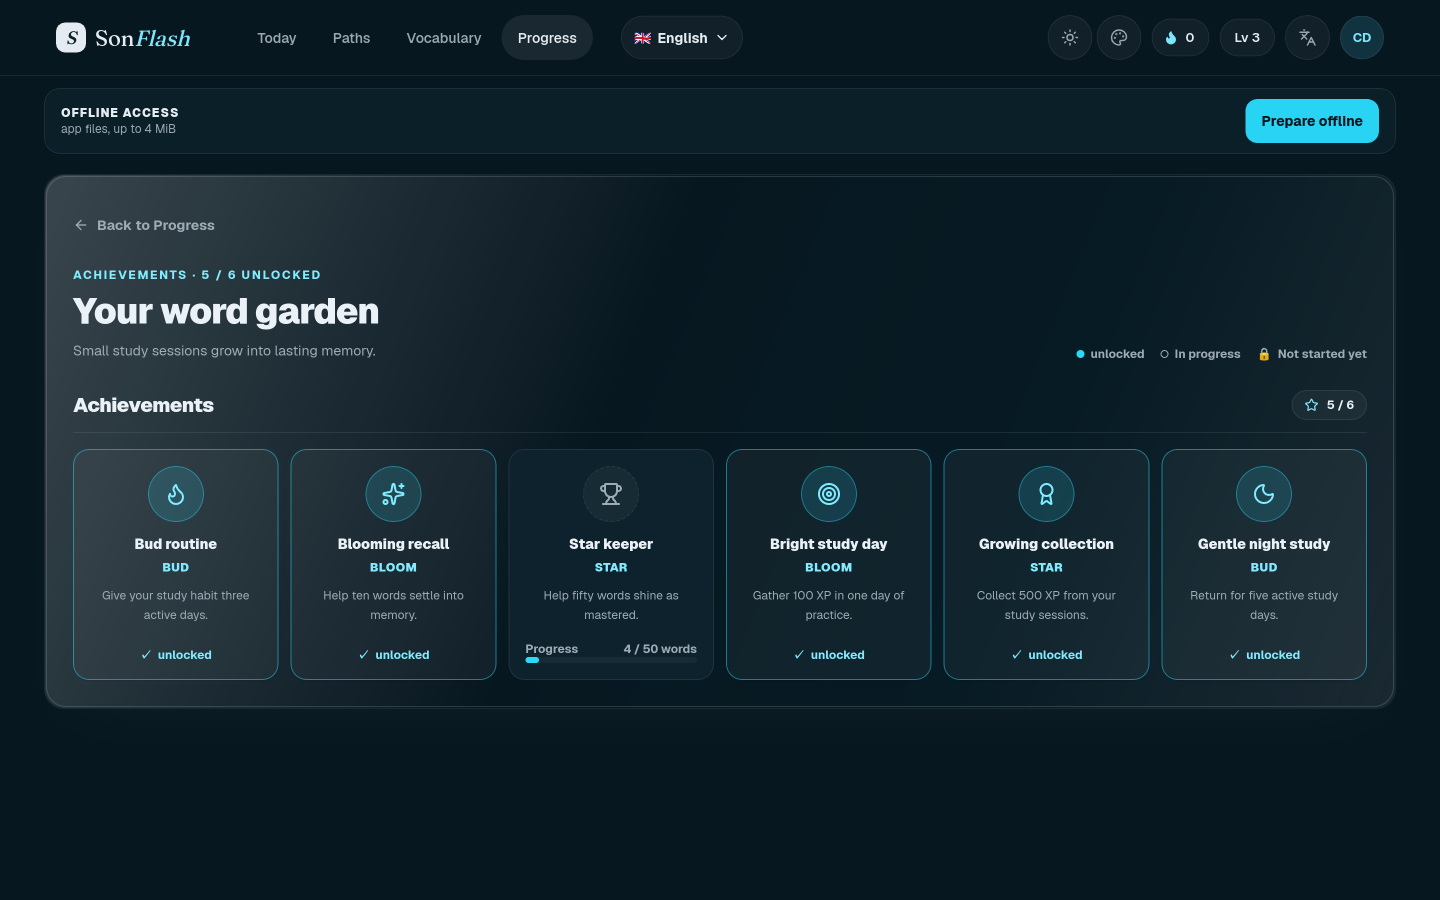 S SonFlash
Today
Paths
Vocabulary
Progress
English
0
Lv 3
CD
OFFLINE ACCESS
app files, up to 4 MiB
Prepare offline
← Back to Progress
ACHIEVEMENTS · 5 / 6 UNLOCKED
Your word garden
Small study sessions grow into lasting memory.
unlocked
In progress
Not started yet
Achievements
5 / 6
Bud routine
BUD
Give your study habit three
active days.
✓ unlocked
Blooming recall
BLOOM
Help ten words settle into
memory.
✓ unlocked
Star keeper
STAR
Help fifty words shine as
mastered.
Progress 4 / 50 words
Bright study day
BLOOM
Gather 100 XP in one day of
practice.
✓ unlocked
Growing collection
STAR
Collect 500 XP from your
study sessions.
✓ unlocked
Gentle night study
BUD
Return for five active study
days.
✓ unlocked